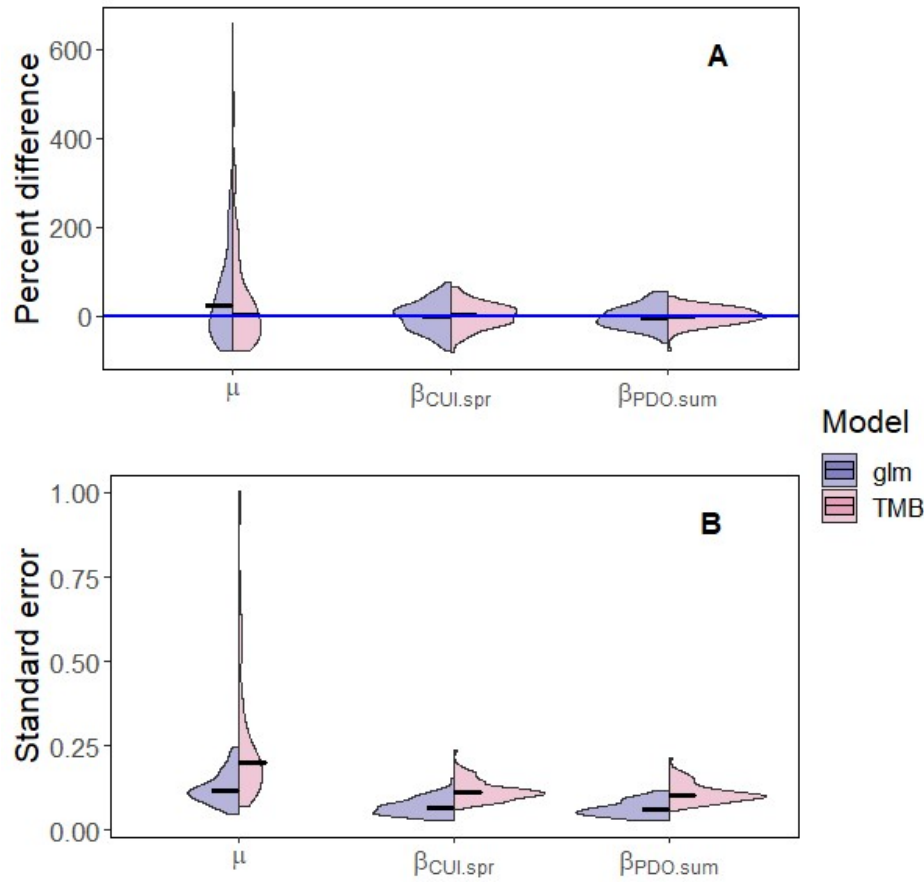 A
Percent difference
600
400
200
0
μ
βCUI.spr
βPDO.sum
Model
glm
TMB
B
Standard error
1.00
0.75
0.50
0.25
0.00
μ
βCUI.spr
βPDO.sum